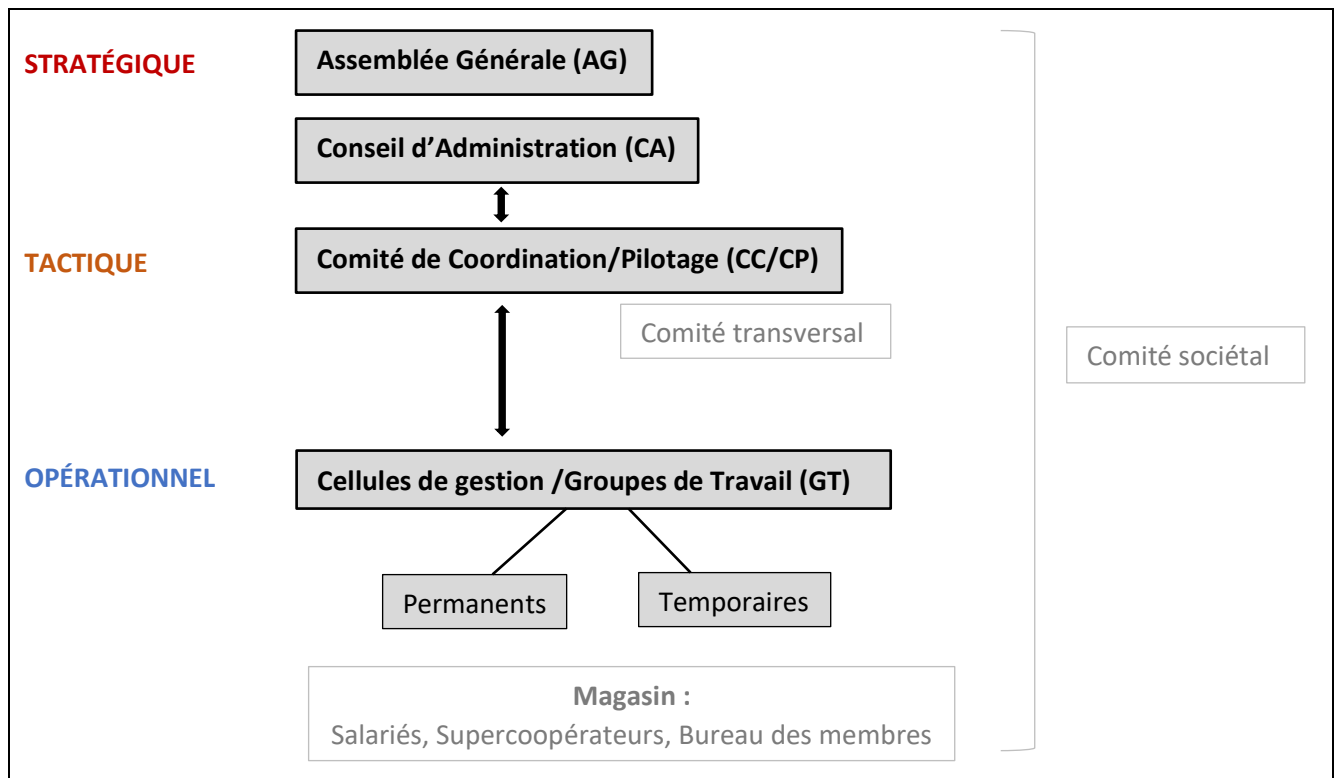 STRATÉGIQUE
Assemblée Générale (AG)
Conseil d’Administration (CA)
TACTIQUE
Comité de Coordination/Pilotage (CC/CP)
Comité transversal
Comité sociétal
OPÉRATIONNEL
Cellules de gestion /Groupes de Travail (GT)
Permanents
Temporaires
Magasin :
Salariés, Supercoopérateurs, Bureau des membres